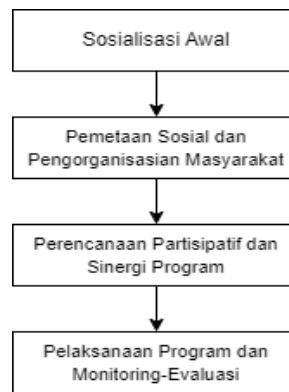 Sosialisasi Awal
Pemetaan Sosial dan
Pengorganisasian Masyarakat
Perencanaan Partisipatif dan
Sinergi Program
Pelaksanaan Program dan
Monitoring-Evaluasi